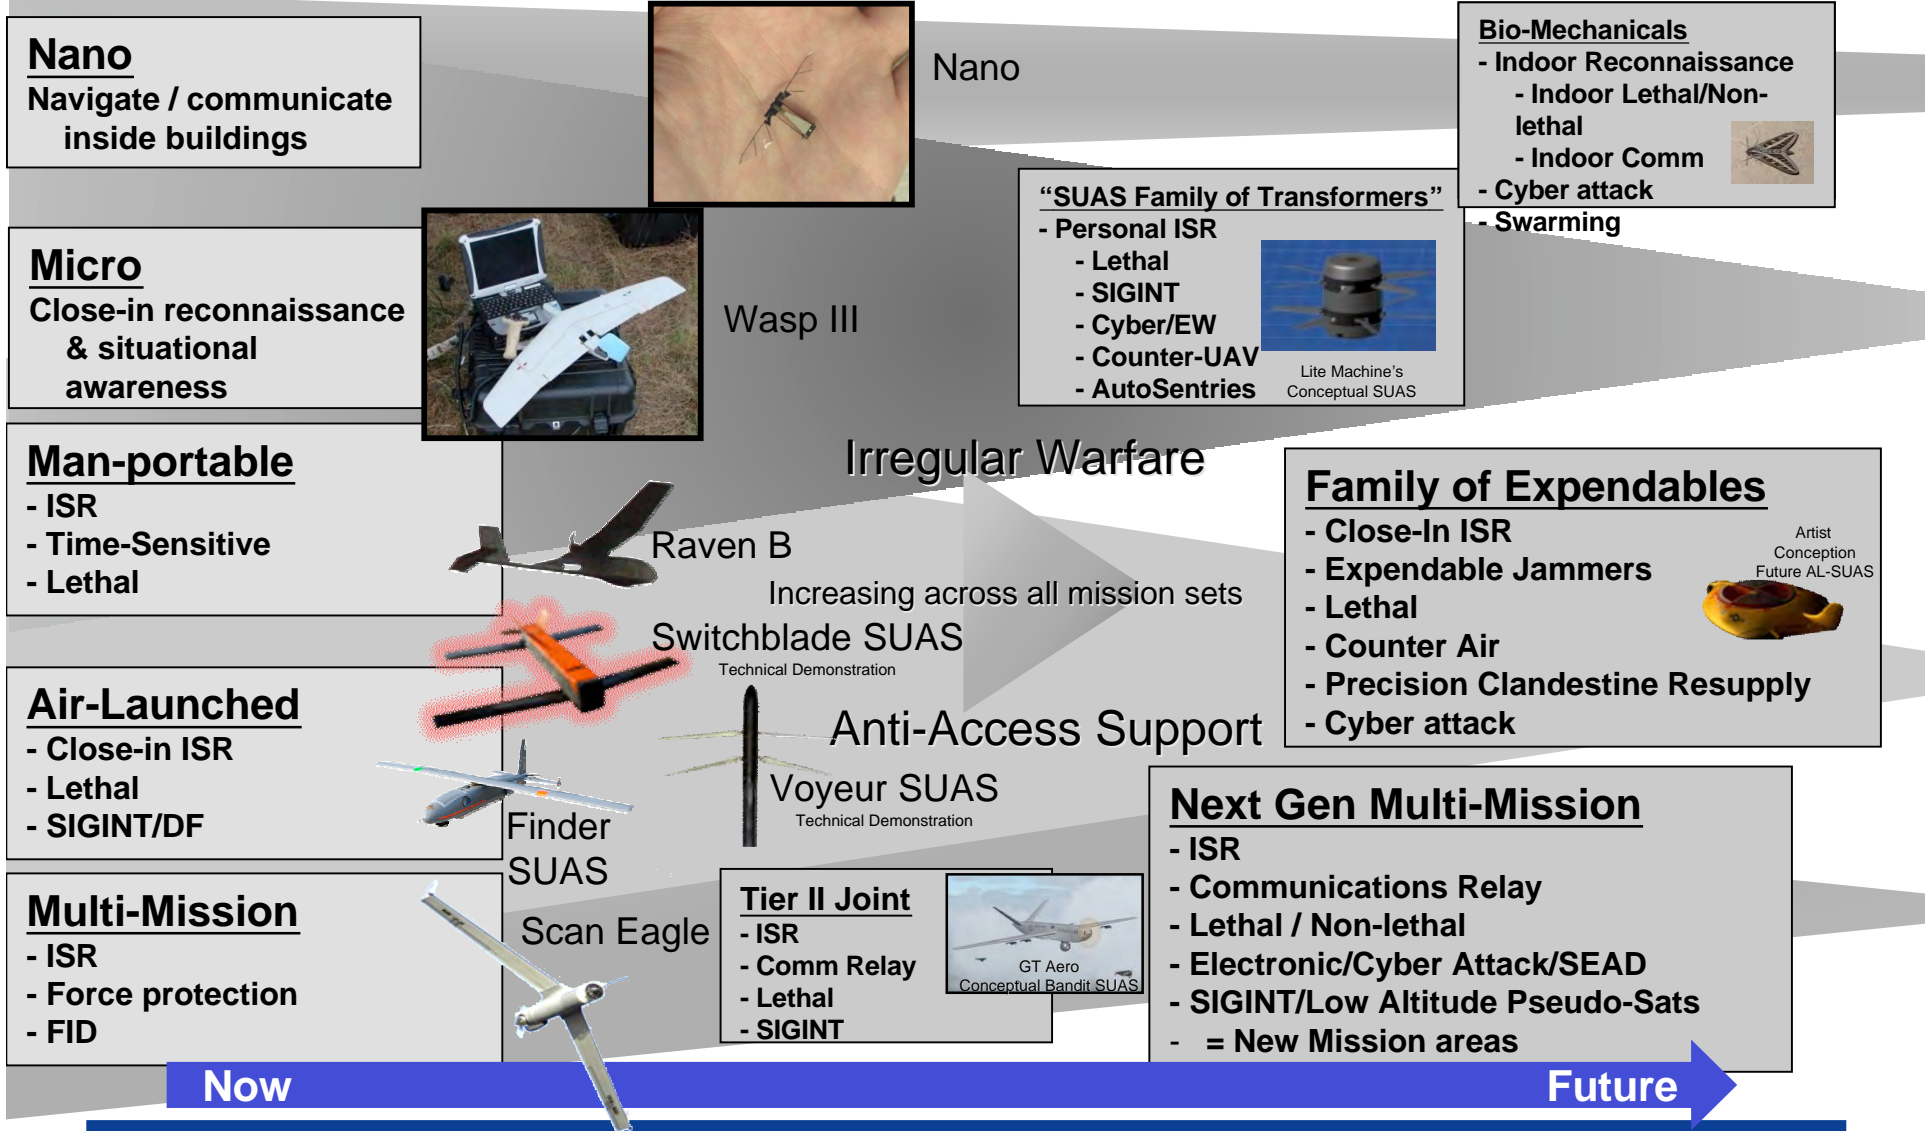 Nano
Navigate / communicate
inside buildings
Nano
Bio-Mechanicals
- Indoor Reconnaissance
- Indoor Lethal/Non-
lethal
- Indoor Comm
- Cyber attack
- Swarming
"SUAS Family of Transformers"
- Personal ISR
- Lethal
- SIGINT
- Cyber/EW
- Counter-UAV
- AutoSentries
Lite Machine's
Conceptual SUAS
Micro
Close-in reconnaissance
& situational
awareness
Wasp III
Man-portable
- ISR
- Time-Sensitive
- Lethal
Raven B
Irregular Warfare
Increasing across all mission sets
Switchblade SUAS
Technical Demonstration
Family of Expendables
- Close-In ISR
- Expendable Jammers
- Lethal
- Counter Air
- Precision Clandestine Resupply
- Cyber attack
Artist
Conception
Future AL-SUAS
Air-Launched
- Close-in ISR
- Lethal
- SIGINT/DF
Finder
SUAS
Anti-Access Support
Voyeur SUAS
Technical Demonstration
Multi-Mission
- ISR
- Force protection
- FID
Scan Eagle
Tier II Joint
- ISR
- Comm Relay
- Lethal
- SIGINT
GT Aero
Conceptual Bandit SUAS
Next Gen Multi-Mission
- ISR
- Communications Relay
- Lethal / Non-lethal
- Electronic/Cyber Attack/SEAD
- SIGINT/Low Altitude Pseudo-Sats
- = New Mission areas
Now
Future